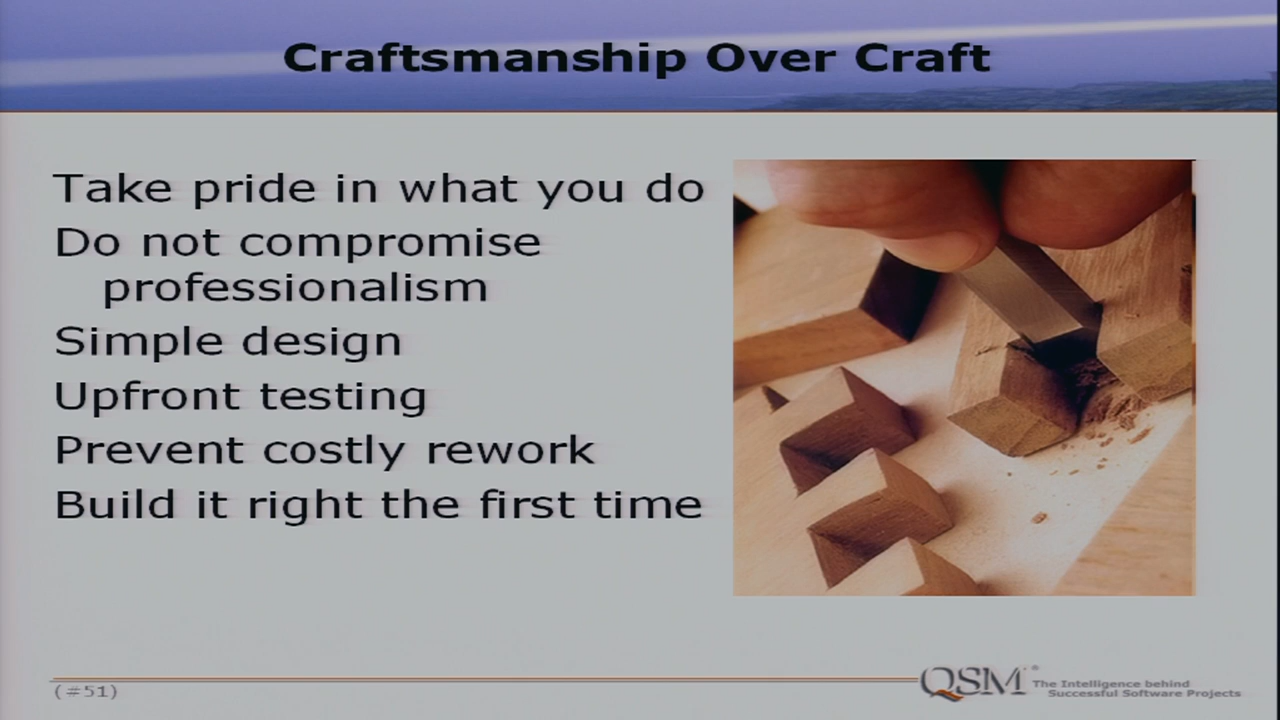 Craftsmanship Over Craft
Take pride in what you do
Do not compromise
professionalism
Simple design
Upfront testing
Prevent costly rework
Build it right the first time
(#51)
QSM®
The Intelligence behind
Successful Software Projects